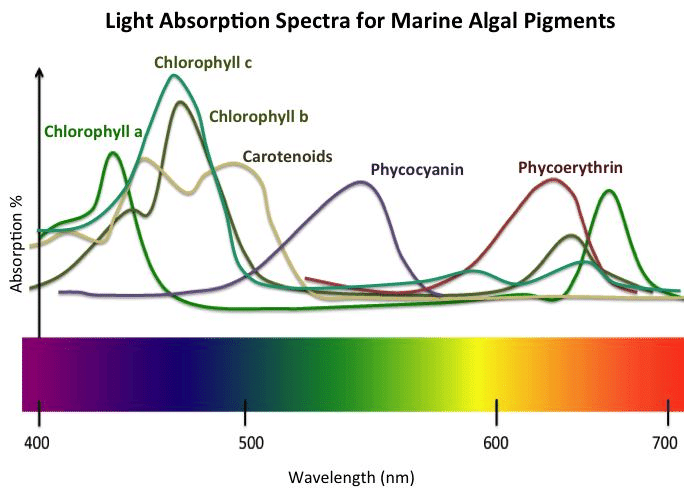 Light Absorption Spectra for Marine Algal Pigments
Chlorophyll c
Chlorophyll b
Chlorophyll a
Carotenoids
Phycocyanin
Phycoerythrin
Absorption %
400
500
600
700
Wavelength (nm)